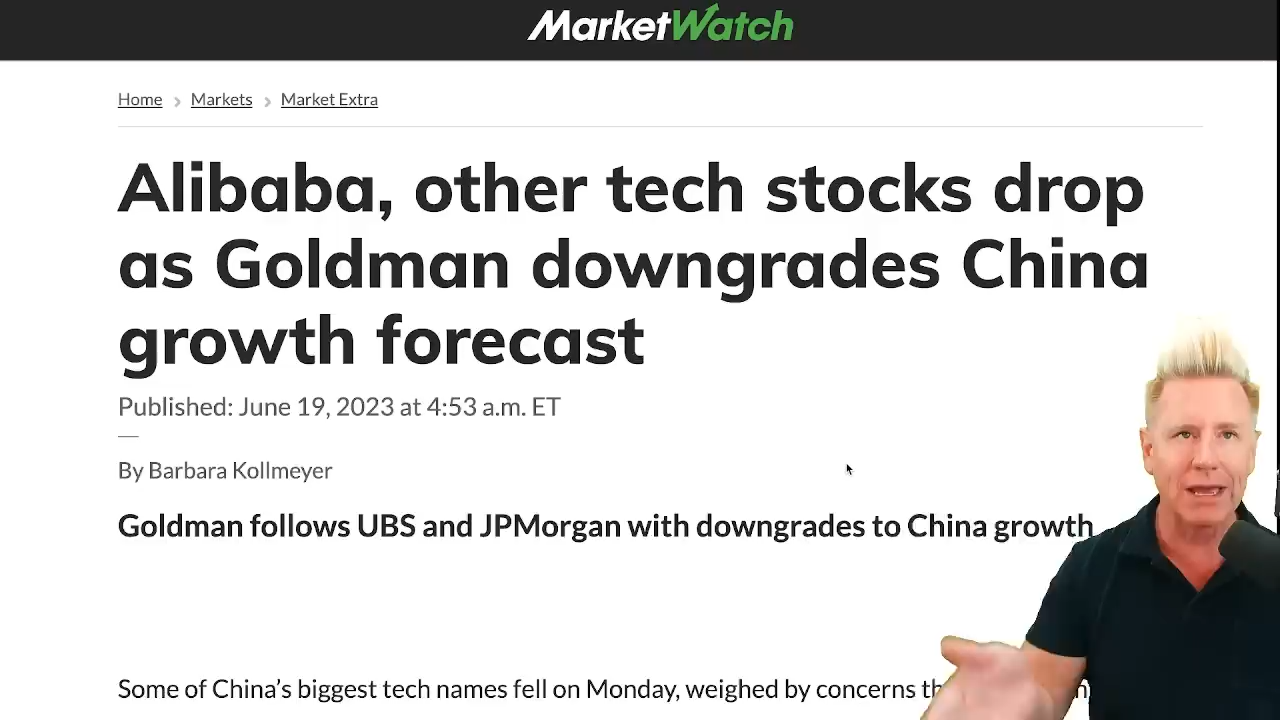 MarketWatch
Home > Markets > Market Extra
Alibaba, other tech stocks drop
as Goldman downgrades China
growth forecast
Published: June 19, 2023 at 4:53 a.m. ET
By Barbara Kollmeyer
Goldman follows UBS and JPMorgan with downgrades to China growth
Some of China’s biggest tech names fell on Monday, weighed by concerns